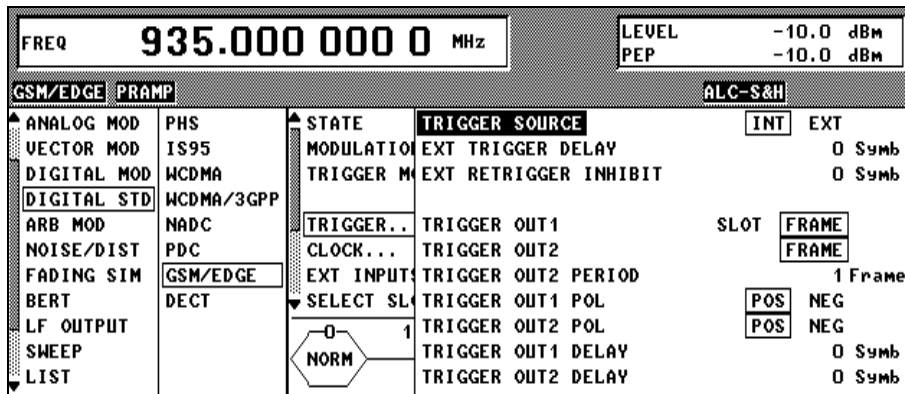 FREQ 935.000 000 0 MHz
LEVEL -10.0 dBm
PEP -10.0 dBm
GSM/EDGE PRAMP ALC-S&H
ANALOG MOD
VECTOR MOD
DIGITAL MOD
DIGITAL STD
ARB MOD
NOISE/DIST
FADING SIM
BERT
LF OUTPUT
SWEEP
LIST
PHS
IS95
WCDMA
WCDMA/3GPP
NADC
PDC
GSM/EDGE
DECT
STATE
MODULATIO
TRIGGER M
TRIGGER..
CLOCK...
EXT INPUTS
SELECT SL
0 1
NORM
TRIGGER SOURCE INT EXT
EXT TRIGGER DELAY 0 Symb
EXT RETRIGGER INHIBIT 0 Symb
TRIGGER OUT1 SLOT FRAME
TRIGGER OUT2 FRAME
TRIGGER OUT2 PERIOD 1 Frame
TRIGGER OUT1 POL POS NEG
TRIGGER OUT2 POL POS NEG
TRIGGER OUT1 DELAY 0 Symb
TRIGGER OUT2 DELAY 0 Symb